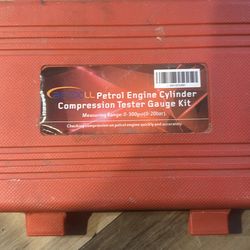 Petrol Engine Cylinder
Compression Tester Gauge Kit
Measuring Range:0-300psi(0-20bar)
Checking compression on petrol engine quickly and accurately